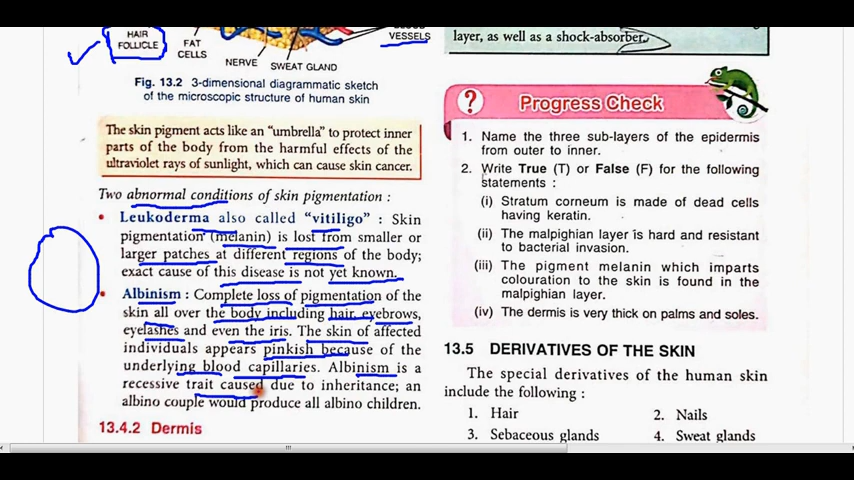 HAIR
FOLLICLE
FAT
CELLS
NERVE
SWEAT GLAND
VESSELS
Fig. 13.2 3-dimensional diagrammatic sketch
of the microscopic structure of human skin
The skin pigment acts like an "umbrella" to protect inner
parts of the body from the harmful effects of the
ultraviolet rays of sunlight, which can cause skin cancer.
Two abnormal conditions of skin pigmentation :
• Leukoderma also called "vitiligo" : Skin
pigmentation (melanin) is lost from smaller or
larger patches at different regions of the body;
exact cause of this disease is not yet known.
• Albinism : Complete loss of pigmentation of the
skin all over the body including hair, eyebrows,
eyelashes and even the iris. The skin of affected
individuals appears pinkish because of the
underlying blood capillaries. Albinism is a
recessive trait caused due to inheritance; an
albino couple would produce all albino children.
13.4.2 Dermis
layer, as well as a shock-absorber.
? Progress Check
1. Name the three sub-layers of the epidermis
from outer to inner.
2. Write True (T) or False (F) for the following
statements :
(i) Stratum corneum is made of dead cells
having keratin.
(ii) The malpighian layer is hard and resistant
to bacterial invasion.
(iii) The pigment melanin which imparts
colouration to the skin is found in the
malpighian layer.
(iv) The dermis is very thick on palms and soles.
13.5 DERIVATIVES OF THE SKIN
The special derivatives of the human skin
include the following :
1. Hair 2. Nails
3. Sebaceous glands 4. Sweat glands